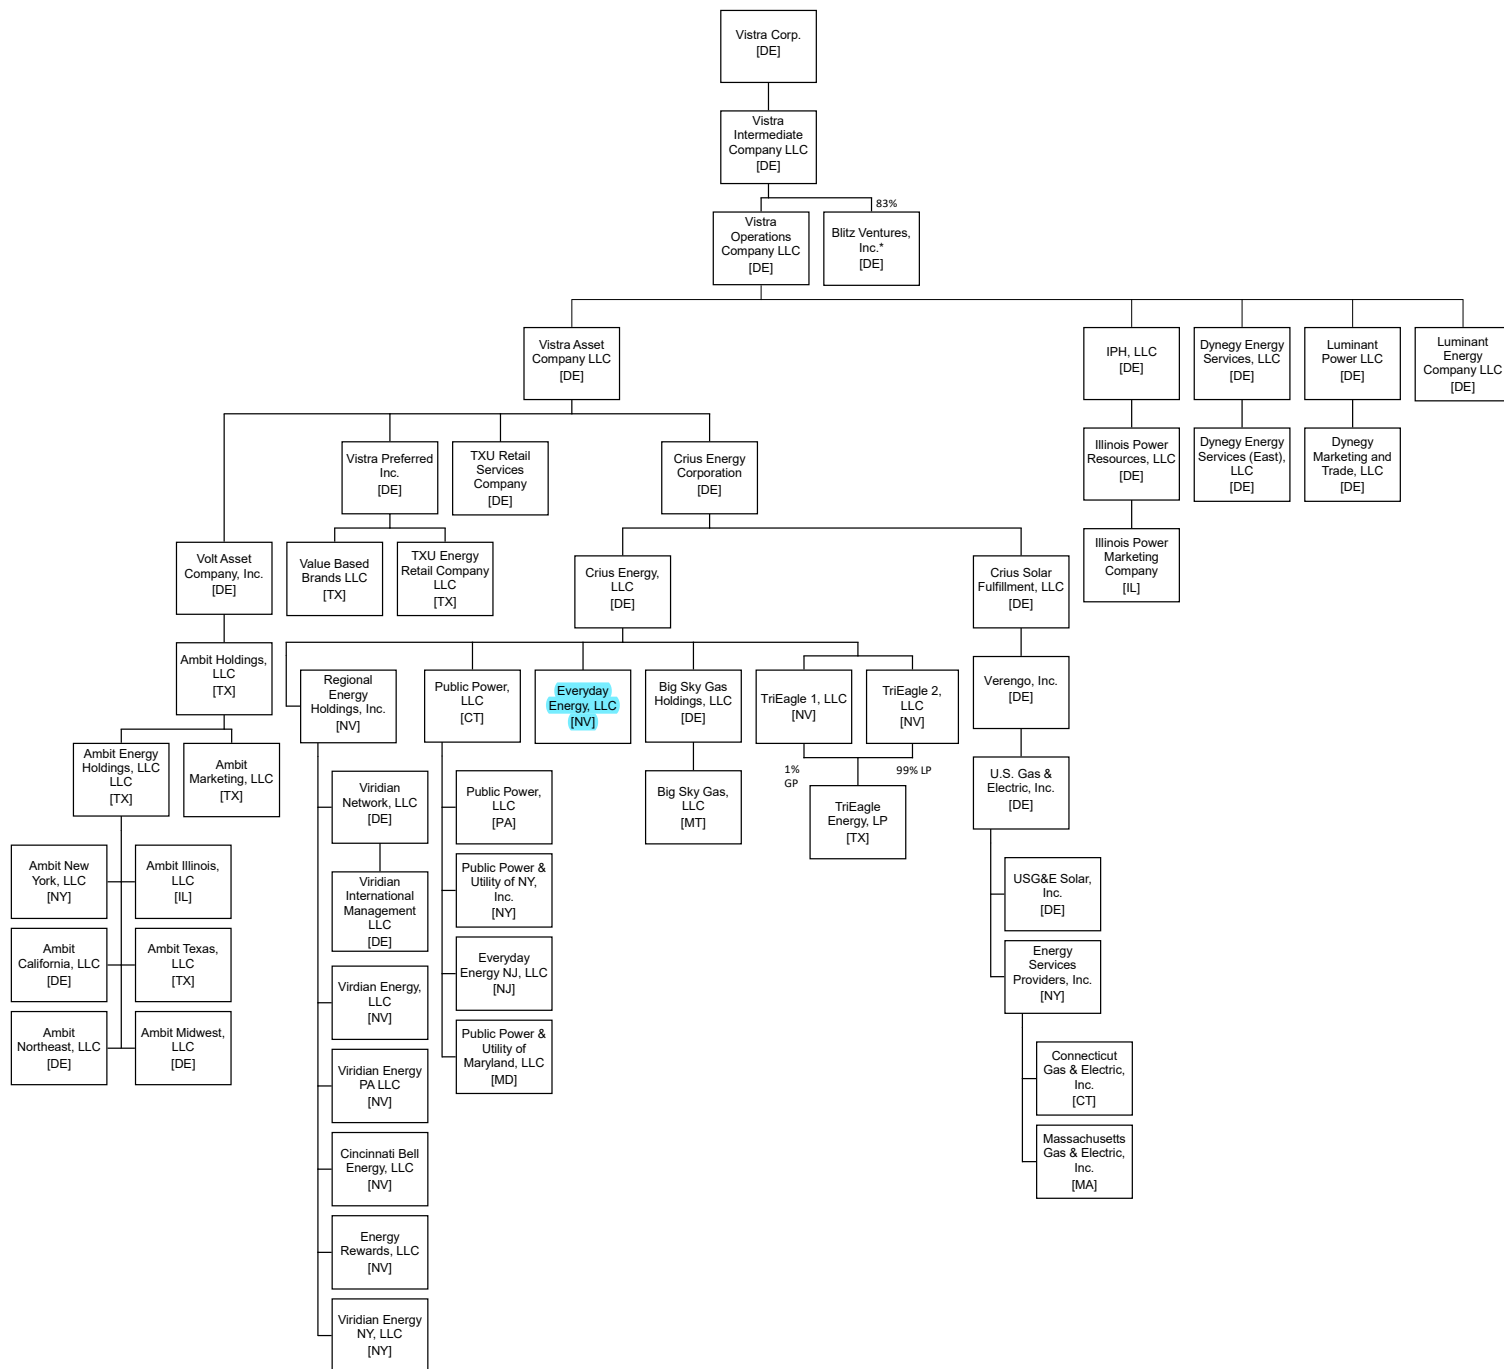 Vistra Corp.
[DE]
Vistra
Intermediate
Company LLC
[DE]
83%
Vistra
Operations
Company LLC
[DE]
Blitz Ventures,
Inc.*
[DE]
Vistra Asset
Company LLC
[DE]
IPH, LLC
[DE]
Dynegy Energy
Services, LLC
[DE]
Luminant
Power LLC
[DE]
Luminant
Energy
Company LLC
[DE]
Vistra Preferred
Inc.
[DE]
TXU Retail
Services
Company
[DE]
Crius Energy
Corporation
[DE]
Illinois Power
Resources, LLC
[DE]
Dynegy Energy
Services (East),
LLC
[DE]
Dynegy
Marketing and
Trade, LLC
[DE]
Volt Asset
Company, Inc.
[DE]
Value Based
Brands LLC
[TX]
TXU Energy
Retail Company
LLC
[TX]
Crius Energy,
LLC
[DE]
Crius Solar
Fulfillment, LLC
[DE]
Illinois Power
Marketing
Company
[IL]
Ambit Holdings,
LLC
[TX]
Regional
Energy
Holdings, Inc.
[NV]
Public Power,
LLC
[CT]
Everyday
Energy, LLC
[NV]
Big Sky Gas
Holdings, LLC
[DE]
TriEagle 1, LLC
[NV]
TriEagle 2,
LLC
[NV]
Verengo, Inc.
[DE]
Ambit Energy
Holdings, LLC
LLC
[TX]
Ambit
Marketing, LLC
[TX]
Viridian
Network, LLC
[DE]
Public Power,
LLC
[PA]
Big Sky Gas,
LLC
[MT]
1%
GP
99% LP
TriEagle
Energy, LP
[TX]
U.S. Gas &
Electric, Inc.
[DE]
Ambit New
York, LLC
[NY]
Ambit Illinois,
LLC
[IL]
Viridian
International
Management
LLC
[DE]
Public Power &
Utility of NY,
Inc.
[NY]
USG&E Solar,
Inc.
[DE]
Ambit
California, LLC
[DE]
Ambit Texas,
LLC
[TX]
Virdian Energy,
LLC
[NV]
Everyday
Energy NJ, LLC
[NJ]
Energy
Services
Providers, Inc.
[NY]
Ambit
Northeast, LLC
[DE]
Ambit Midwest,
LLC
[DE]
Viridian Energy
PA LLC
[NV]
Public Power &
Utility of
Maryland, LLC
[MD]
Connecticut
Gas & Electric,
Inc.
[CT]
Cincinnati Bell
Energy, LLC
[NV]
Massachusetts
Gas & Electric,
Inc.
[MA]
Energy
Rewards, LLC
[NV]
Viridian Energy
NY, LLC
[NY]